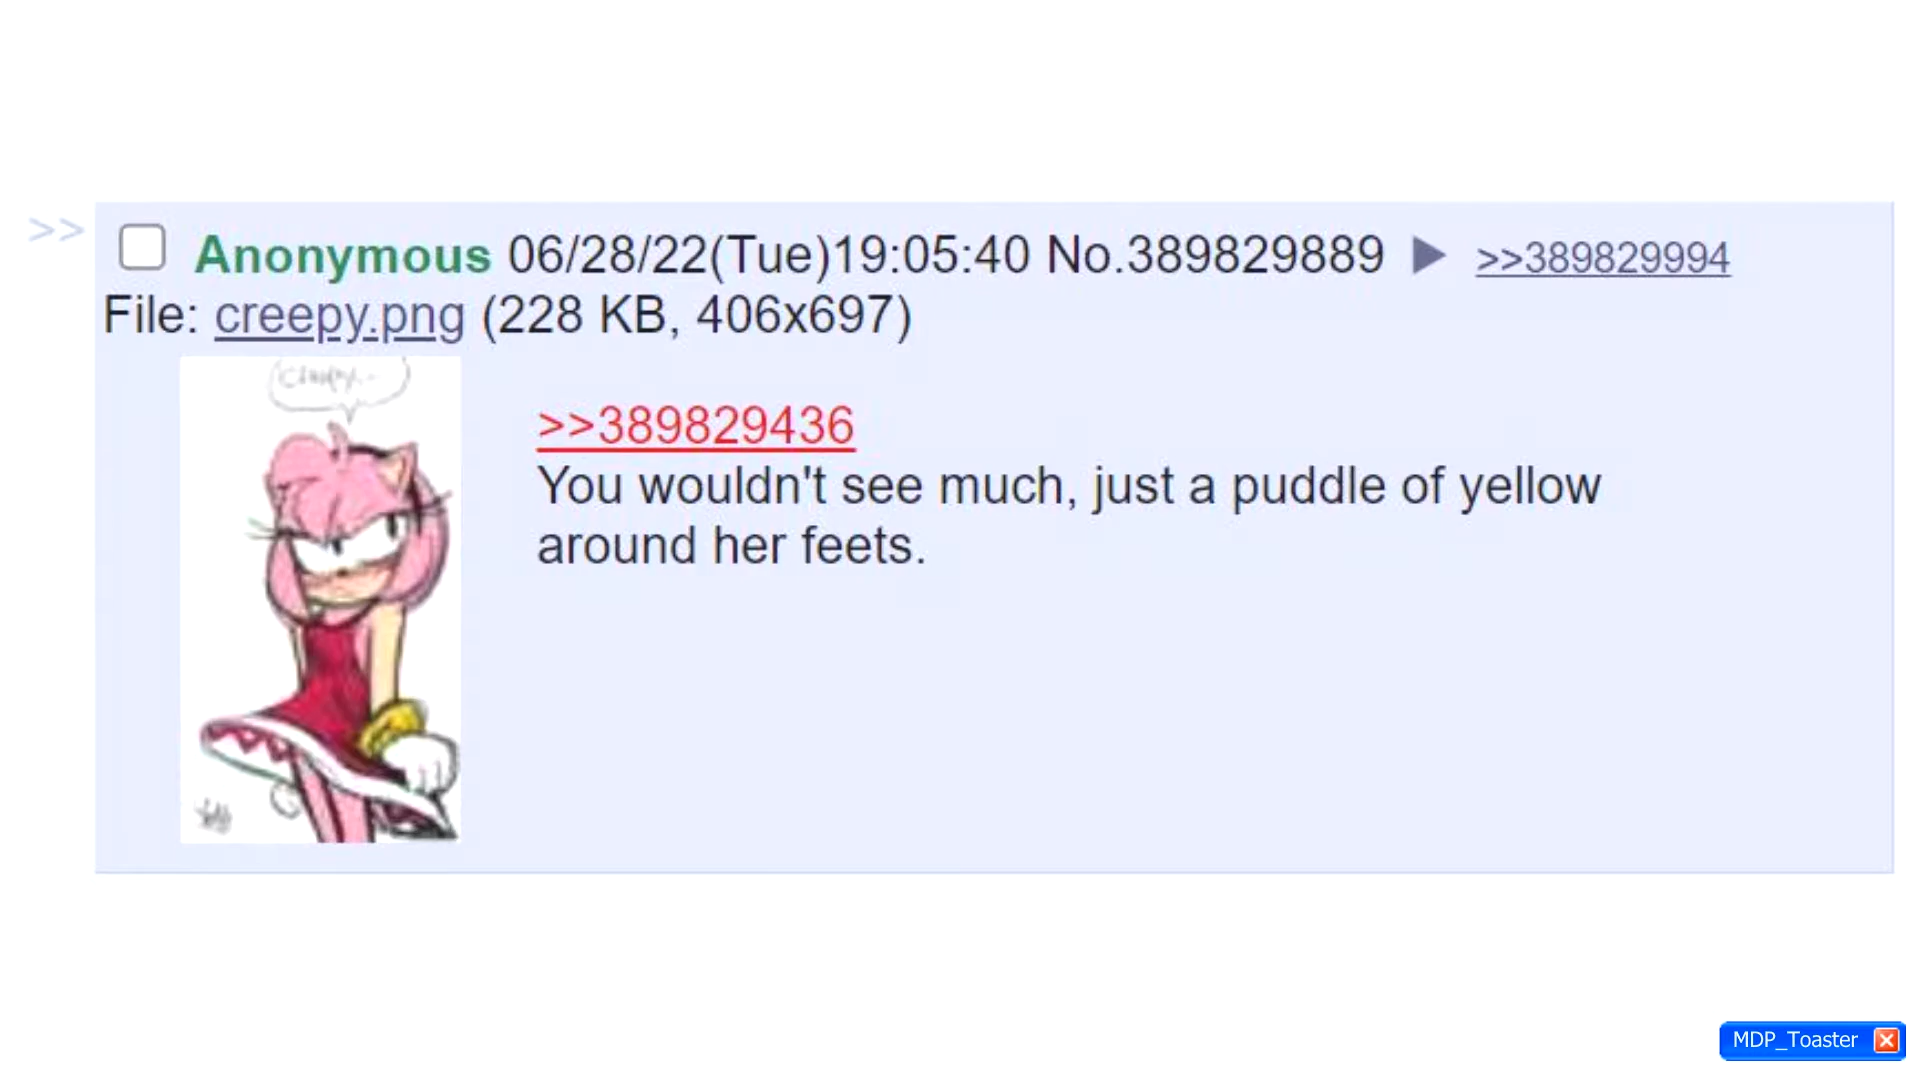 >>
Anonymous 06/28/22(Tue)19:05:40 No.389829889 ▶ >>389829994
File: creepy.png (228 KB, 406x697)
>>389829436
You wouldn't see much, just a puddle of yellow
around her feets.
MDP_Toaster